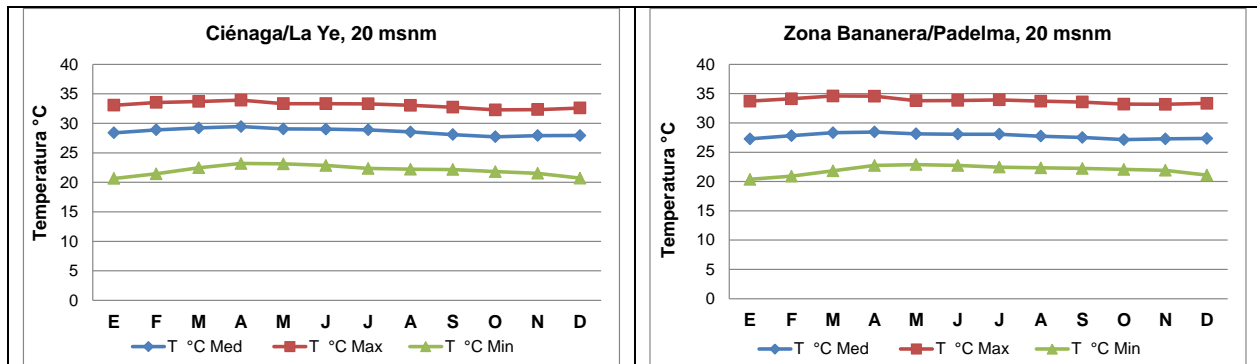 Ciénaga/La Ye, 20 msnm
Temperatura °C
40
35
30
25
20
15
10
5
0
E F M A M J J A S O N D
T °C Med T °C Max T °C Min
Zona Bananera/Padelma, 20 msnm
Temperatura °C
40
35
30
25
20
15
10
5
0
E F M A M J J A S O N D
T °C Med T °C Max T °C Min